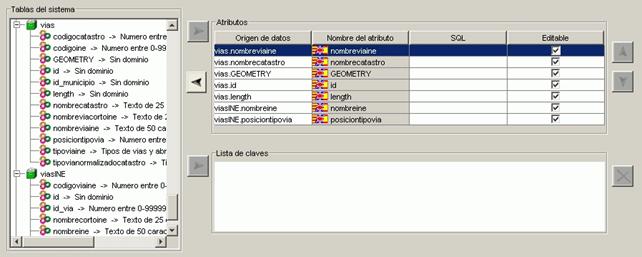 Tablas del sistema
vias
codigocatastro -> Numero entre
codigoine -> Numero entre 0-99
GEOMETRY -> Sin dominio
id -> Sin dominio
id_municipio -> Sin dominio
length -> Sin dominio
nombrecatastro -> Texto de 25
nombreviacortoine -> Texto de 2
nombreviaine -> Texto de 50 ca
posiciontipovia -> Numero entre
tipoviaine -> Tipos de vias y abr
tipovianormalizadocatastro -> Ti
viasINE
codigoviaine -> Numero entre 0-
id -> Sin dominio
id_via -> Numero entre 0-99999
nombrecortoine -> Texto de 25
nombreine -> Texto de 50 carac
Atributos
Origen de datos Nombre del atributo SQL Editable
vias.nombreviaine nombreviaine
vias.nombrecatastro nombrecatastro
vias.GEOMETRY GEOMETRY
vias.id id
vias.length length
viasINE.nombreine nombreine
viasINE.posiciontipovia posiciontipovia
Lista de claves